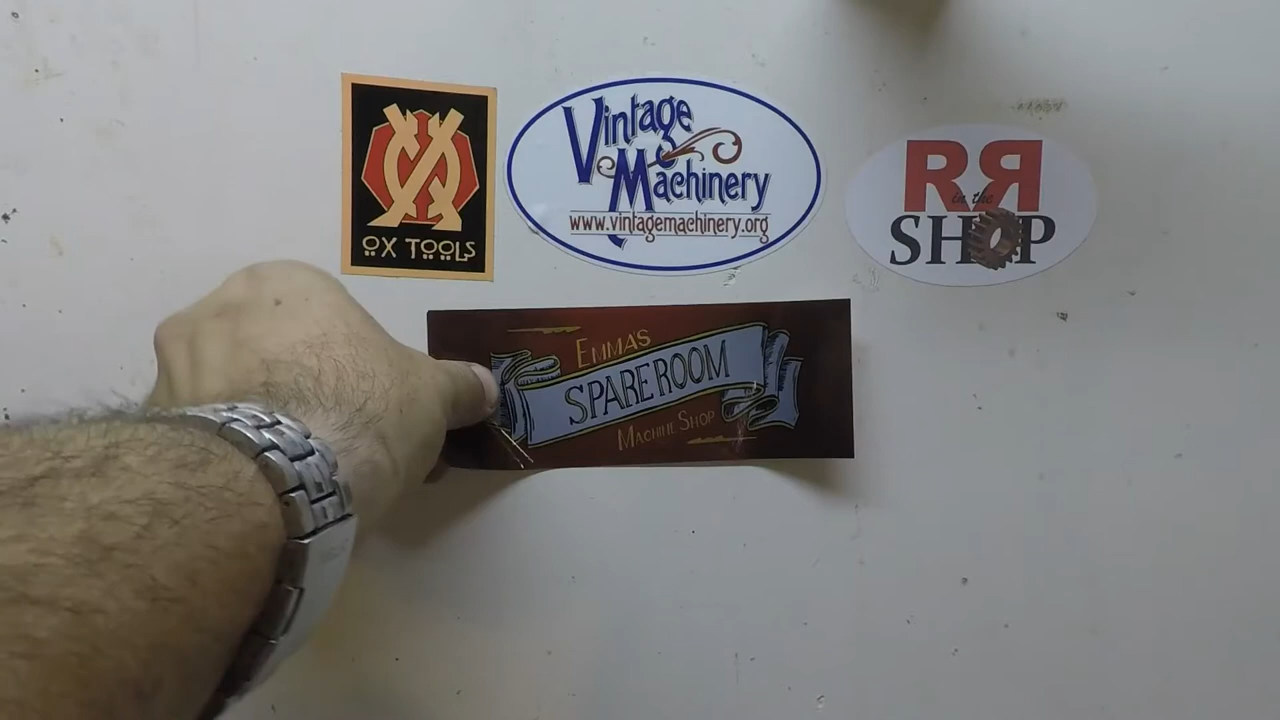 OX TOOLS
Vintage
Machinery
www.vintagemachinery.org
RR
in the
SHOP
EMMA'S
SPARE ROOM
MACHINE SHOP